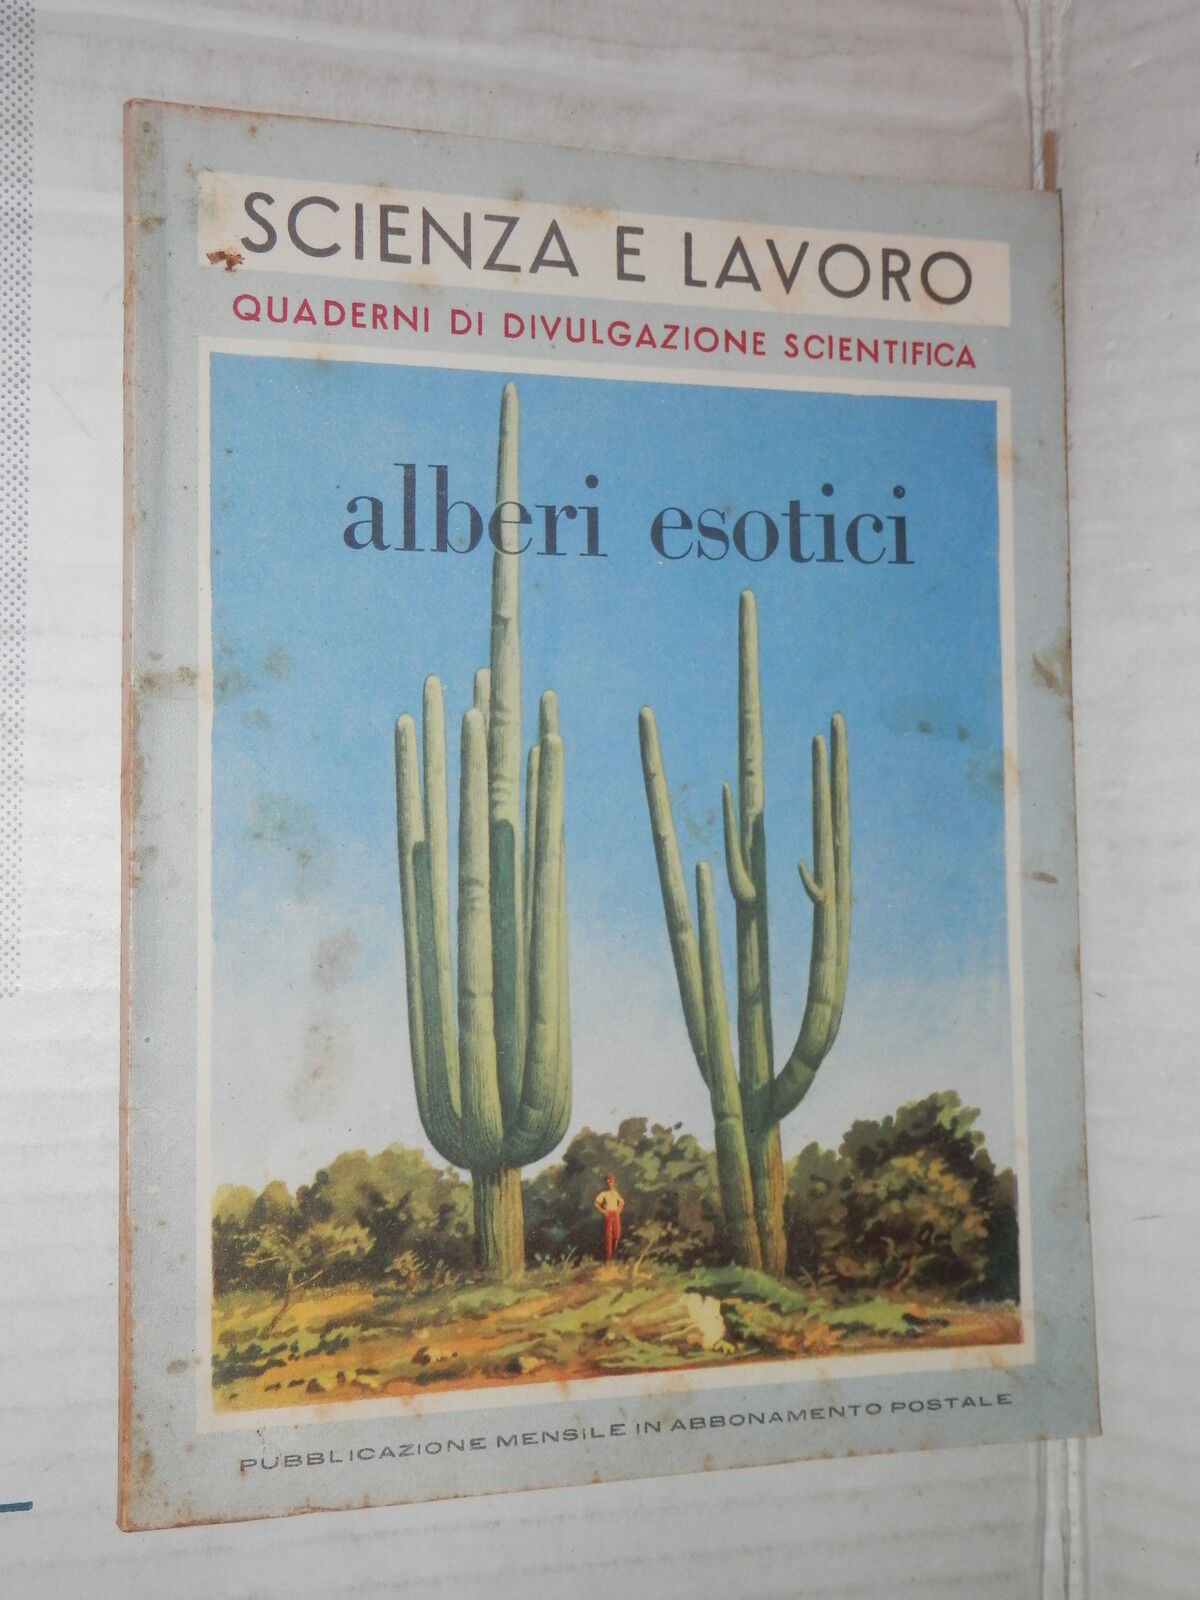 SCIENZA E LAVORO
QUADERNI DI DIVULGAZIONE SCIENTIFICA
alberi esotici
PUBBLICAZIONE MENSiLE IN ABBONAMENTO POSTALE